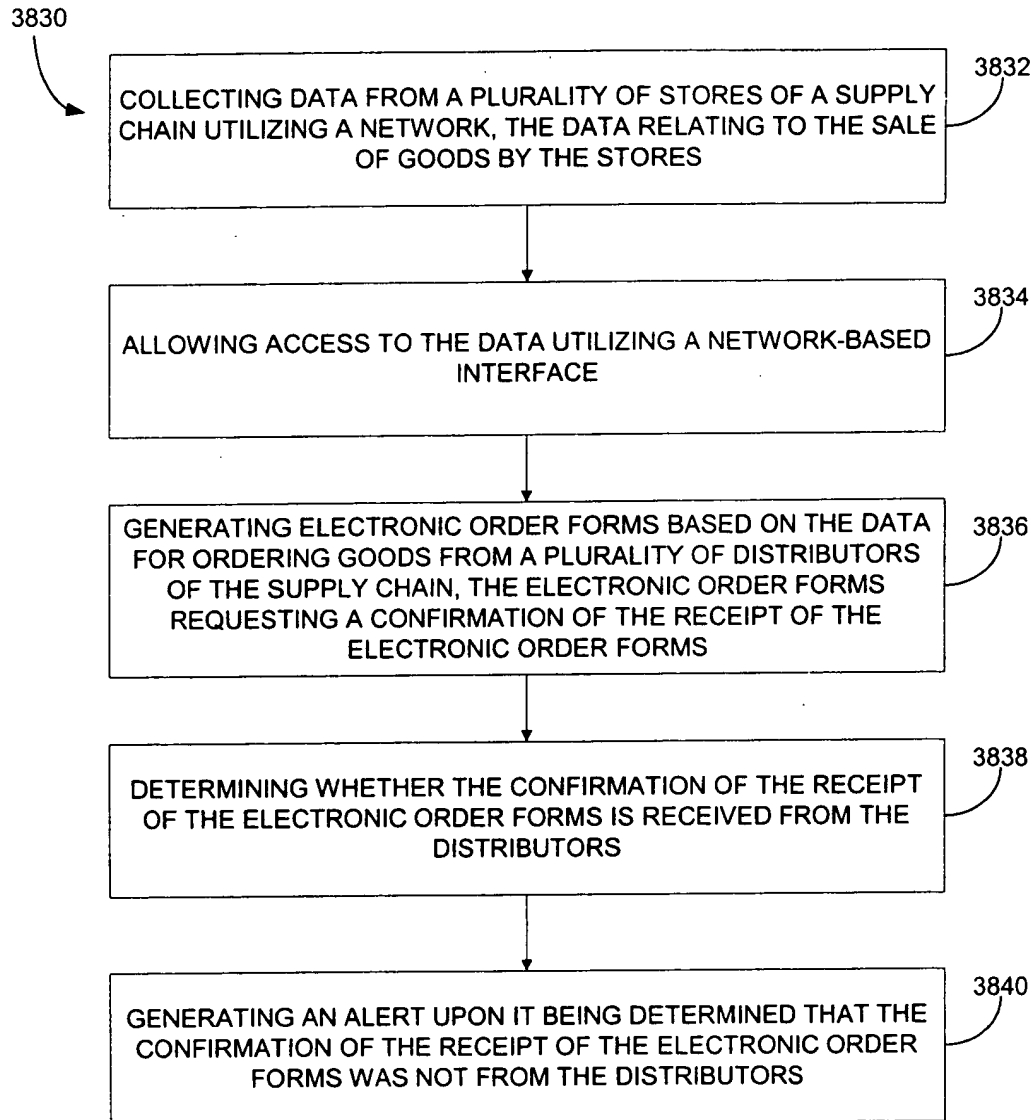 3830
3832
COLLECTING DATA FROM A PLURALITY OF STORES OF A SUPPLY
CHAIN UTILIZING A NETWORK, THE DATA RELATING TO THE SALE
OF GOODS BY THE STORES
3834
ALLOWING ACCESS TO THE DATA UTILIZING A NETWORK-BASED
INTERFACE
3836
GENERATING ELECTRONIC ORDER FORMS BASED ON THE DATA
FOR ORDERING GOODS FROM A PLURALITY OF DISTRIBUTORS
OF THE SUPPLY CHAIN, THE ELECTRONIC ORDER FORMS
REQUESTING A CONFIRMATION OF THE RECEIPT OF THE
ELECTRONIC ORDER FORMS
3838
DETERMINING WHETHER THE CONFIRMATION OF THE RECEIPT
OF THE ELECTRONIC ORDER FORMS IS RECEIVED FROM THE
DISTRIBUTORS
3840
GENERATING AN ALERT UPON IT BEING DETERMINED THAT THE
CONFIRMATION OF THE RECEIPT OF THE ELECTRONIC ORDER
FORMS WAS NOT FROM THE DISTRIBUTORS